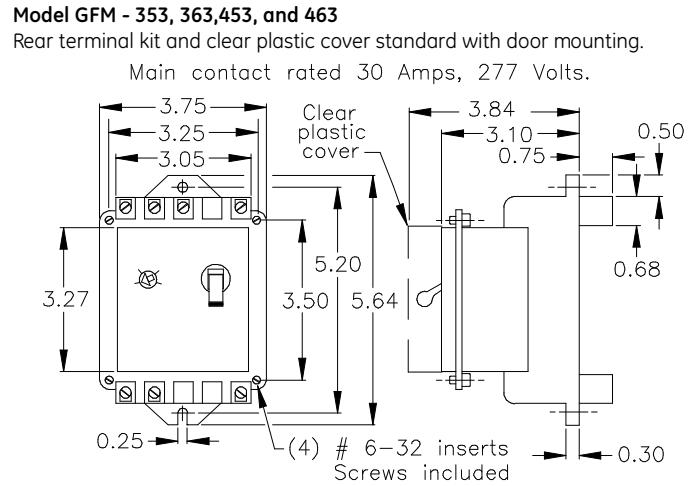 Model GFM - 353, 363,453, and 463
Rear terminal kit and clear plastic cover standard with door mounting.
Main contact rated 30 Amps, 277 Volts.
3.75
3.25
3.05
Clear
plastic
cover
3.84
3.10
0.75
0.50
0.68
5.20
3.27
3.50
5.64
0.25
(4) # 6-32 inserts
Screws included
0.30